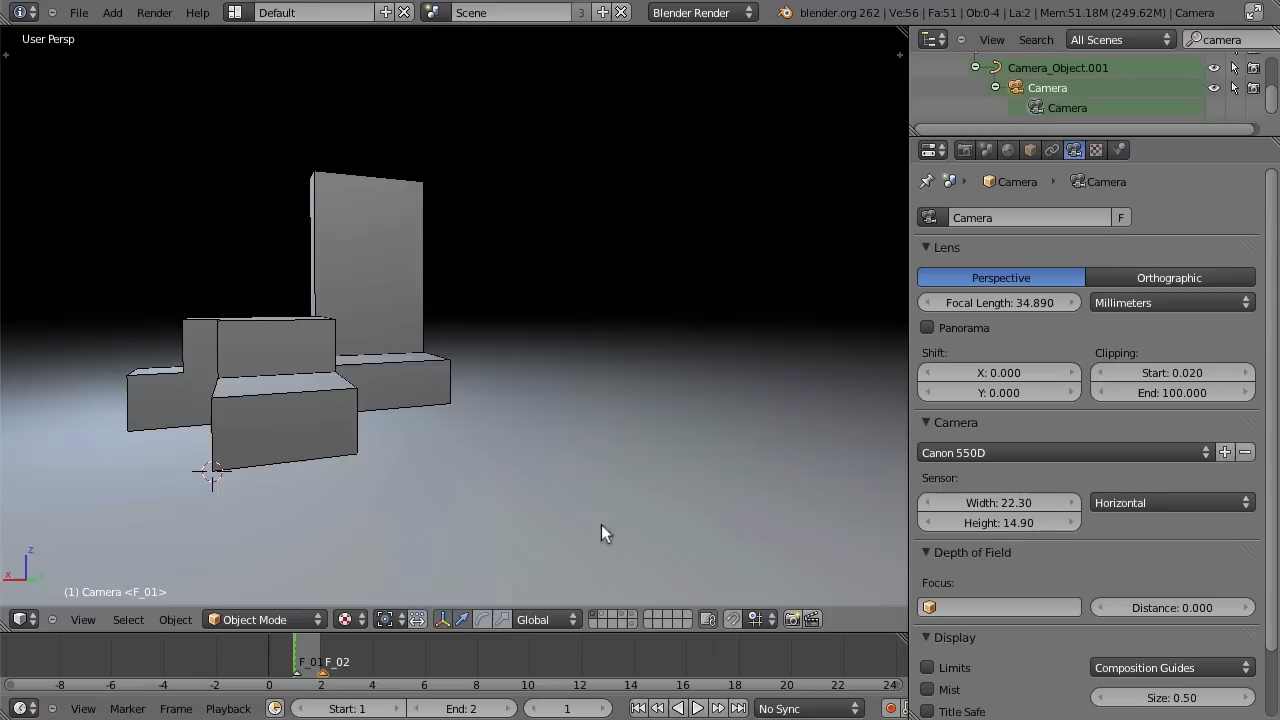 File Add Render Help Default Scene 3 Blender Render blender.org 262 | Ve:56 | Fa:51 | Ob:0-4 | La:2 | Mem:51.18M (249.62M) | Camera
User Persp
View Search All Scenes camera
Camera_Object.001
Camera
Camera
Camera Camera
Camera F
Lens
Perspective Orthographic
Focal Length: 34.890 Millimeters
Panorama
Shift: Clipping:
X: 0.000 Start: 0.020
Y: 0.000 End: 100.000
Camera
Canon 550D
Sensor:
Width: 22.30 Horizontal
Height: 14.90
Depth of Field
Focus:
Distance: 0.000
Display
Limits Composition Guides
Mist
Size: 0.50
Title Safe
z
x
(1) Camera <F_01>
View Select Object Object Mode Global
F_01 F_02
-8 -6 -4 -2 0 2 4 6 8 10 12 14 16 18 20 22 24
View Marker Frame Playback Start: 1 End: 2 1 No Sync